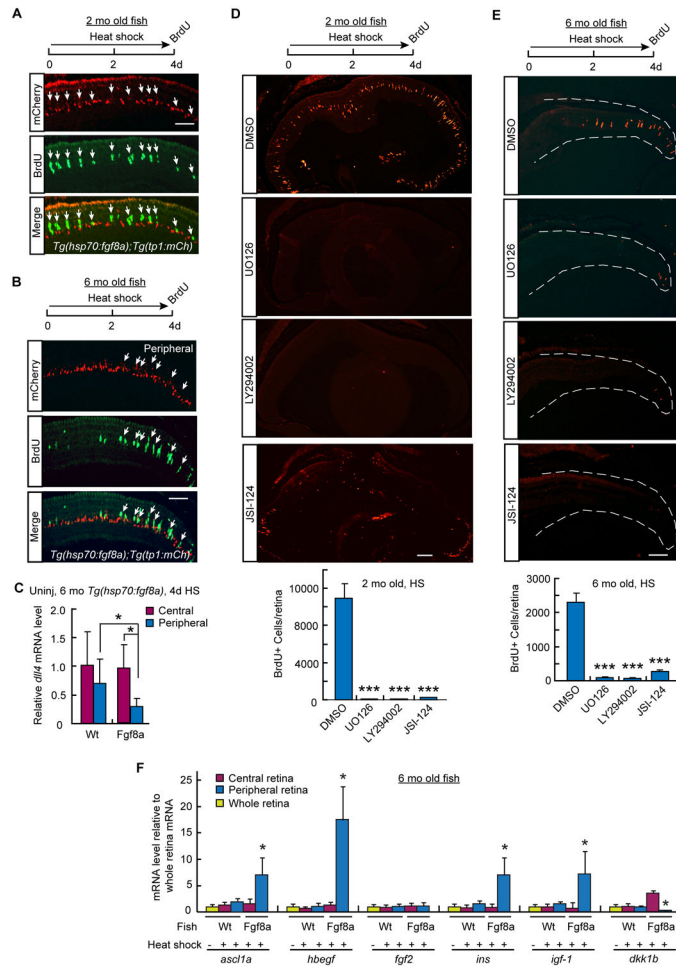 A
2 mo old fish
Heat shock
BrdU
0 2 4d
mCherry
BrdU
Merge
Tg(hsp70:fgf8a);Tg(tp1:mCh)
B
6 mo old fish
Heat shock
BrdU
0 2 4d
Peripheral
mCherry
BrdU
Merge
Tg(hsp70:fgf8a);Tg(tp1:mCh)
C
Uninj, 6 mo Tg(hsp70:fgf8a), 4d HS
Relative dll4 mRNA level
2.0
1.5
1.0
0.5
0
Central
Peripheral
*
*
Wt Fgf8a
D
2 mo old fish
Heat shock
BrdU
0 2 4d
DMSO
UO126
LY294002
JSI-124
2 mo old, HS
BrdU+ Cells/retina
10000
8000
6000
4000
2000
0
*** *** ***
DMSO
UO126
LY294002
JSI-124
E
6 mo old fish
Heat shock
BrdU
0 2 4d
DMSO
UO126
LY294002
JSI-124
6 mo old, HS
BrdU+ Cells/retina
3000
2000
1000
0
*** *** ***
DMSO
UO126
LY294002
JSI-124
F
6 mo old fish
Central retina
Peripheral retina
Whole retina
mRNA level relative to
whole retina mRNA
25
20
15
10
5
0
* * * * *
Fish Wt Fgf8a Wt Fgf8a Wt Fgf8a Wt Fgf8a Wt Fgf8a Wt Fgf8a
Heat shock - + + + + - + + + + - + + + + - + + + + - + + + + - + + + +
ascl1a hbegf fgf2 ins igf-1 dkk1b